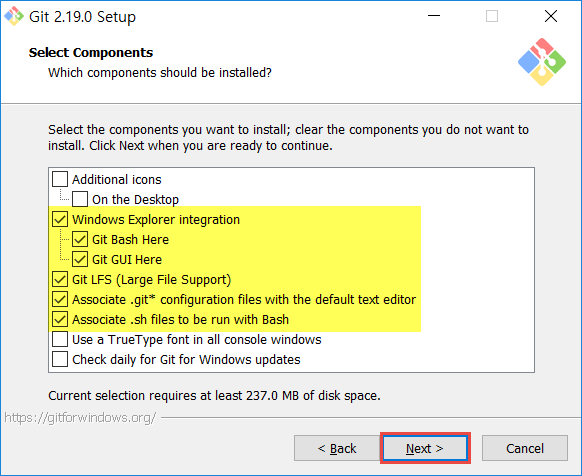 Git 2.19.0 Setup
Select Components
Which components should be installed?
Select the components you want to install; clear the components you do not want to
install. Click Next when you are ready to continue.
Additional icons
On the Desktop
Windows Explorer integration
Git Bash Here
Git GUI Here
Git LFS (Large File Support)
Associate .git* configuration files with the default text editor
Associate .sh files to be run with Bash
Use a TrueType font in all console windows
Check daily for Git for Windows updates
Current selection requires at least 237.0 MB of disk space.
https://gitforwindows.org/
< Back Next > Cancel